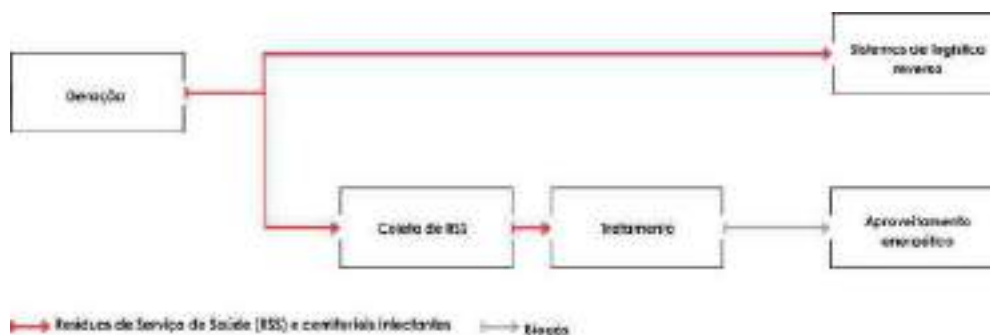 Geração
Sistemas de logística
reversa
Coleta de RSS
Tratamento
Aproveitamento
energético
Resíduos de Serviço de Saúde (RSS) e cemiteriais infectantes
Biogás